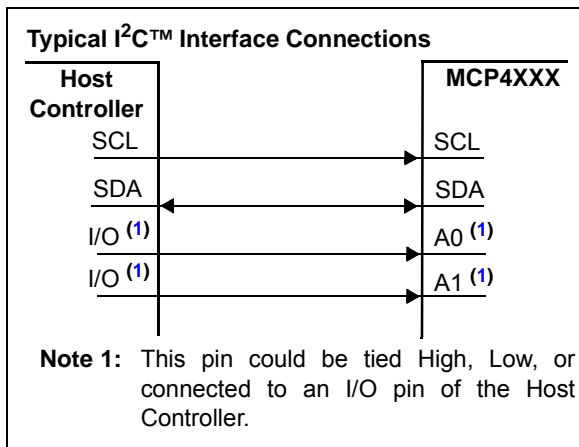 Typical I²C™ Interface Connections
Host Controller
MCP4XXX
SCL
SCL
SDA
SDA
I/O (1)
A0 (1)
I/O (1)
A1 (1)
Note 1: This pin could be tied High, Low, or
connected to an I/O pin of the Host
Controller.